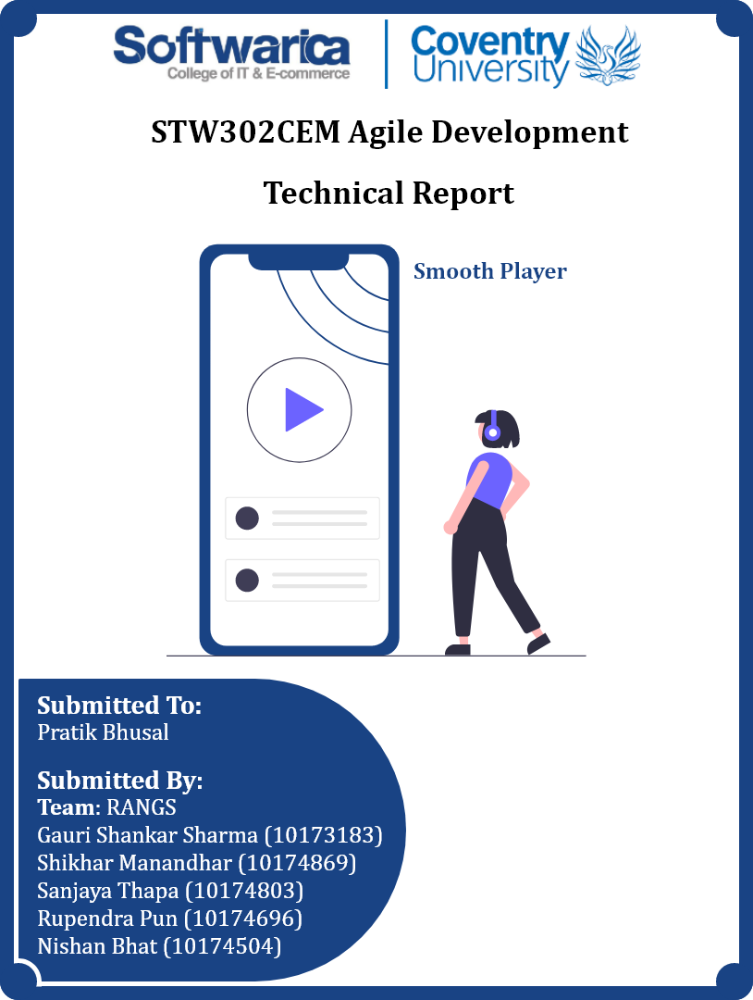 Softwarica
College of IT & E-commerce
Coventry
University
STW302CEM Agile Development
Technical Report
Smooth Player
Submitted To:
Pratik Bhusal
Submitted By:
Team: RANGS
Gauri Shankar Sharma (10173183)
Shikhar Manandhar (10174869)
Sanjaya Thapa (10174803)
Rupendra Pun (10174696)
Nishan Bhat (10174504)